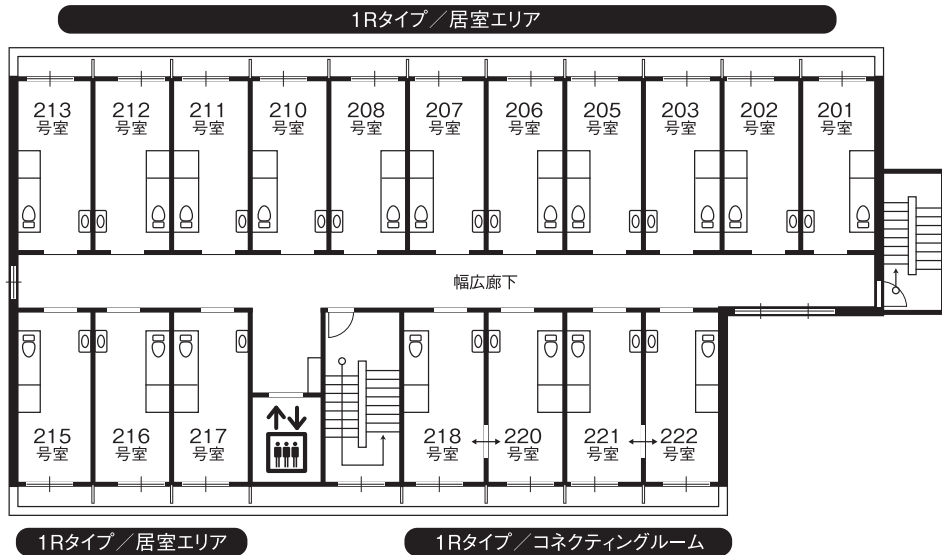 1Rタイプ／居室エリア
213
号室
212
号室
211
号室
210
号室
208
号室
207
号室
206
号室
205
号室
203
号室
202
号室
201
号室
幅広廊下
215
号室
216
号室
217
号室
218
号室
220
号室
221
号室
222
号室
1Rタイプ／居室エリア
1Rタイプ／コネクティングルーム